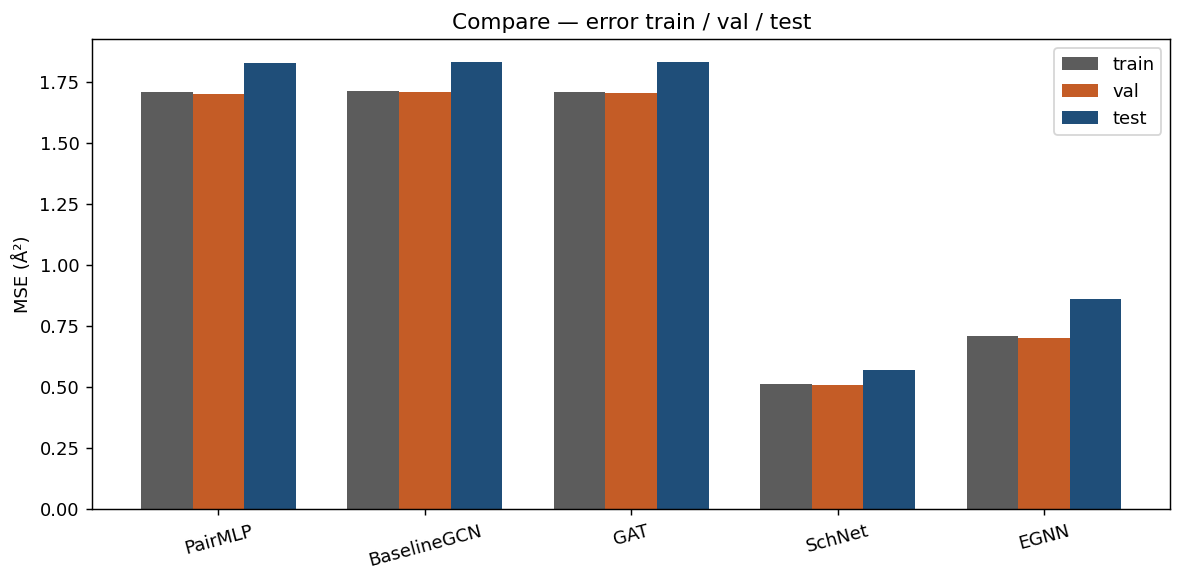 Compare — error train / val / test
train
val
test
MSE (Å²)
1.75
1.50
1.25
1.00
0.75
0.50
0.25
0.00
PairMLP
BaselineGCN
GAT
SchNet
EGNN